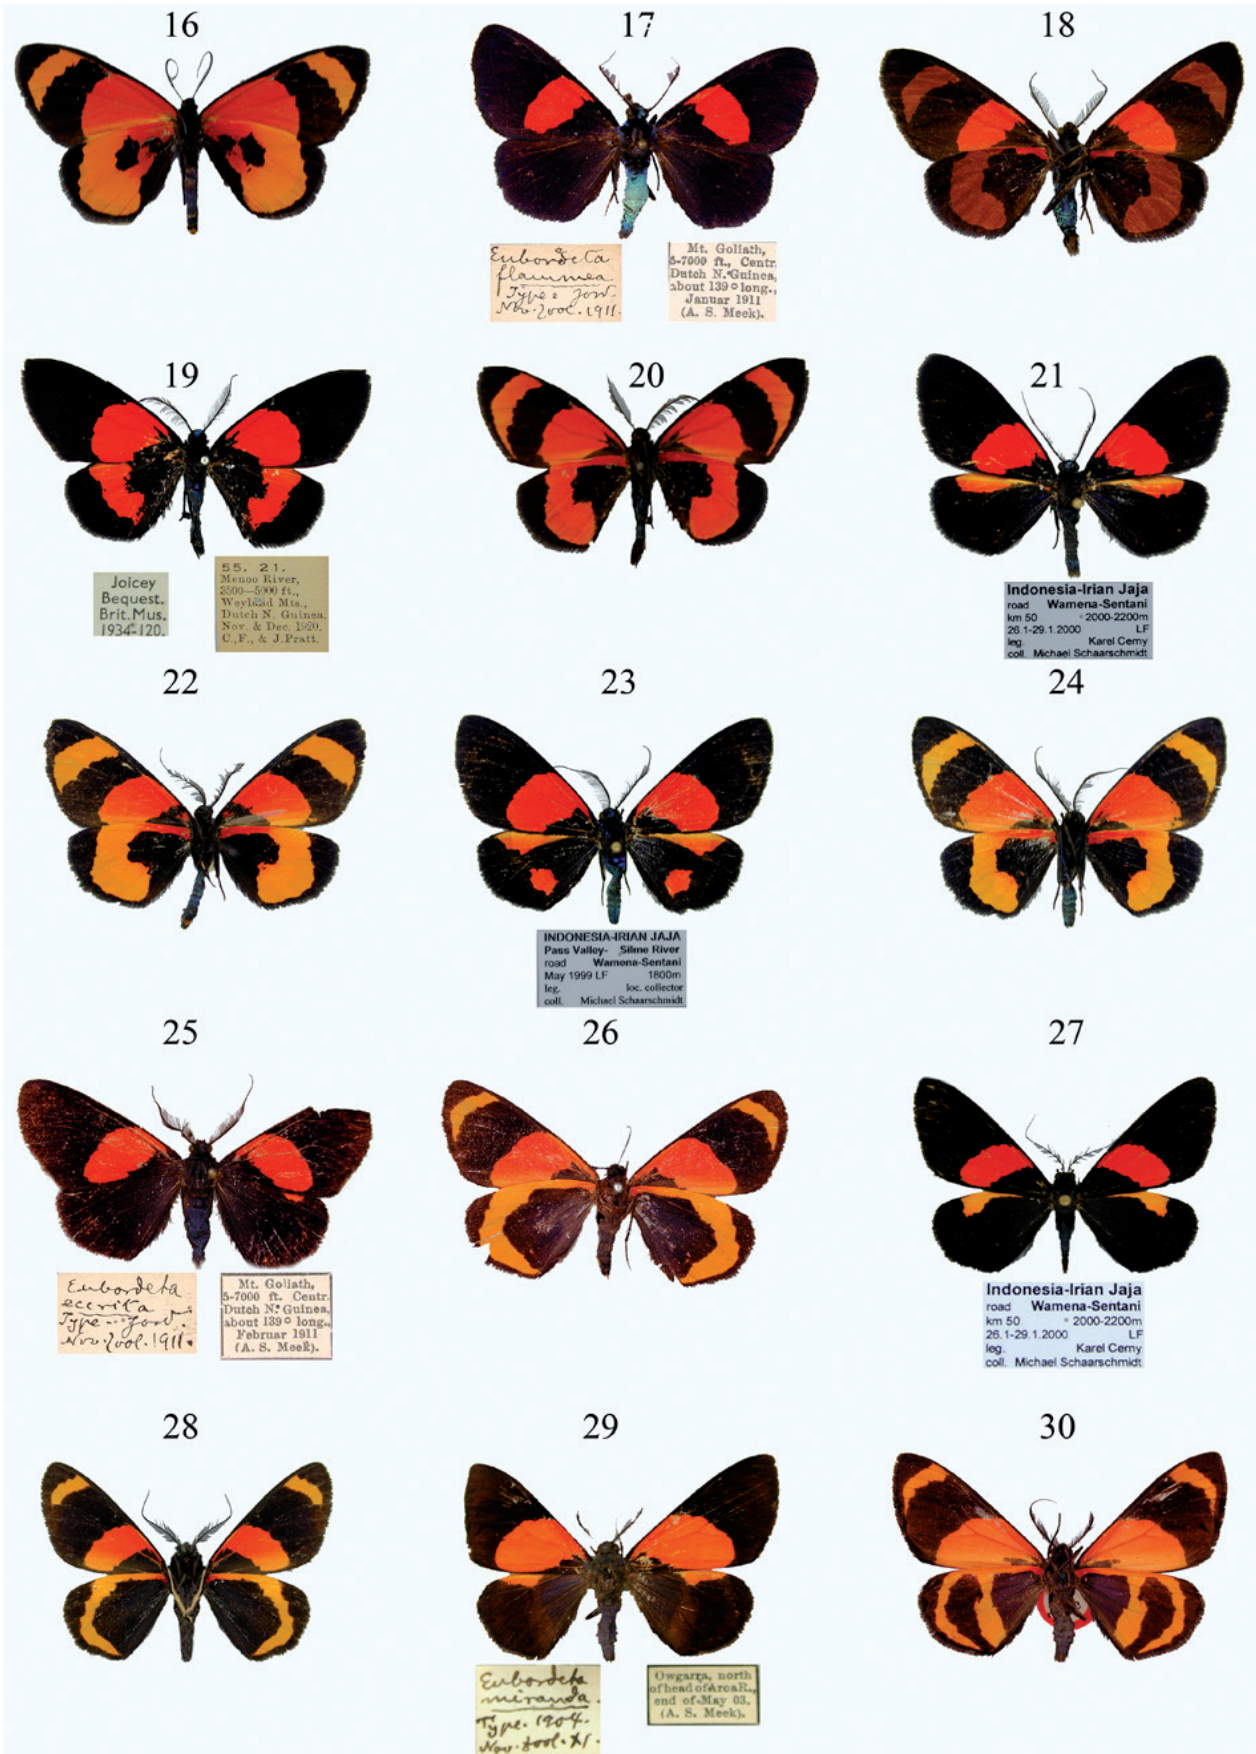 16
17
18
Eubordeta
flammea
Type. Jord.
Nov. Zool. 1911.
Mt. Goliath,
5-7000 ft., Centr.
Dutch N. Guinea,
about 139° long.,
Januar 1911
(A. S. Meek).
19
20
21
Joicey
Bequest.
Brit. Mus.
1934-120.
55. 21.
Menoo River,
3500—5000 ft.,
Weyland Mts.,
Dutch N. Guinea.
Nov. & Dec. 1920.
C., F., & J. Pratt.
Indonesia-Irian Jaja
road Wamena-Sentani
km 50 ° 2000-2200m
26.1-29.1.2000 LF
leg. Karel Cerny
coll. Michael Schaarschmidt
22
23
24
INDONESIA-IRIAN JAJA
Pass Valley- Silme River
road Wamena-Sentani
May 1999 LF 1800m
leg. loc. collector
coll. Michael Schaarschmidt
25
26
27
Eubordeta
eccrita
Type. Jord.
Nov. Zool. 1911.
Mt. Goliath,
5-7000 ft. Centr.
Dutch N. Guinea,
about 139° long.,
Februar 1911
(A. S. Meek).
Indonesia-Irian Jaja
road Wamena-Sentani
km 50 ° 2000-2200m
26.1-29.1.2000 LF
leg. Karel Cerny
coll. Michael Schaarschmidt
28
29
30
Eubordeta
miranda.
Type. 1904.
Nov. Zool. XI.
Owgarra, north
of head of Aroa R.,
end of May 03.
(A. S. Meek).